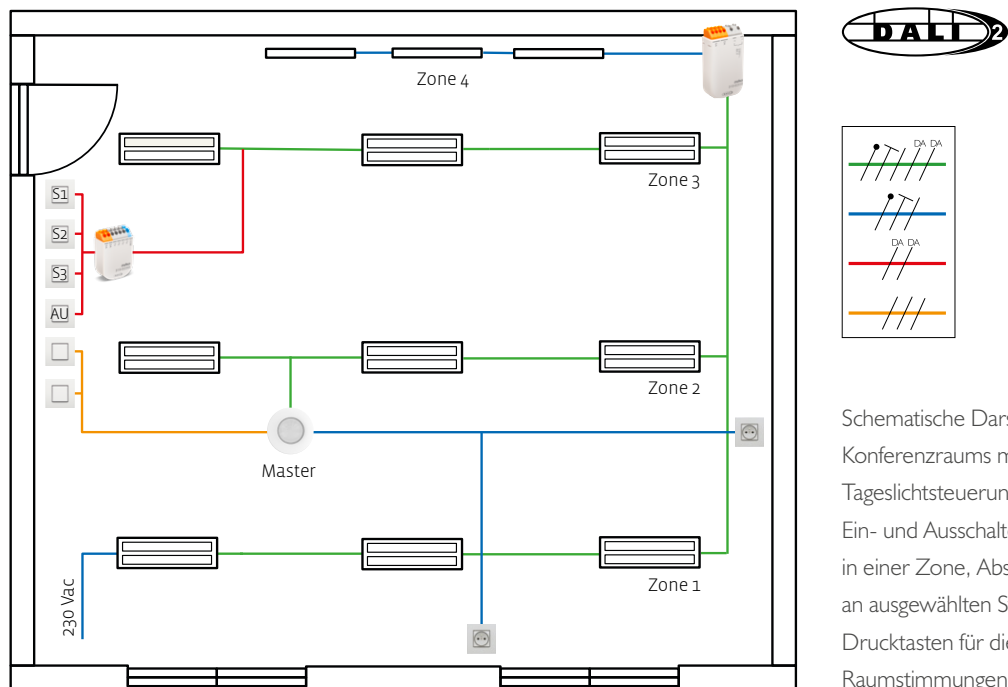 DALI 2
Zone 4
DA DA
Zone 3
S1
S2
DA DA
S3
AU
Zone 2
Schematische Dars
Konferenzraums m
Master
Tageslichtsteuerun
Ein- und Ausschalt
in einer Zone, Abs
Zone 1
230 Vac
an ausgewählten S
Drucktasten für die
Raumstimmungen